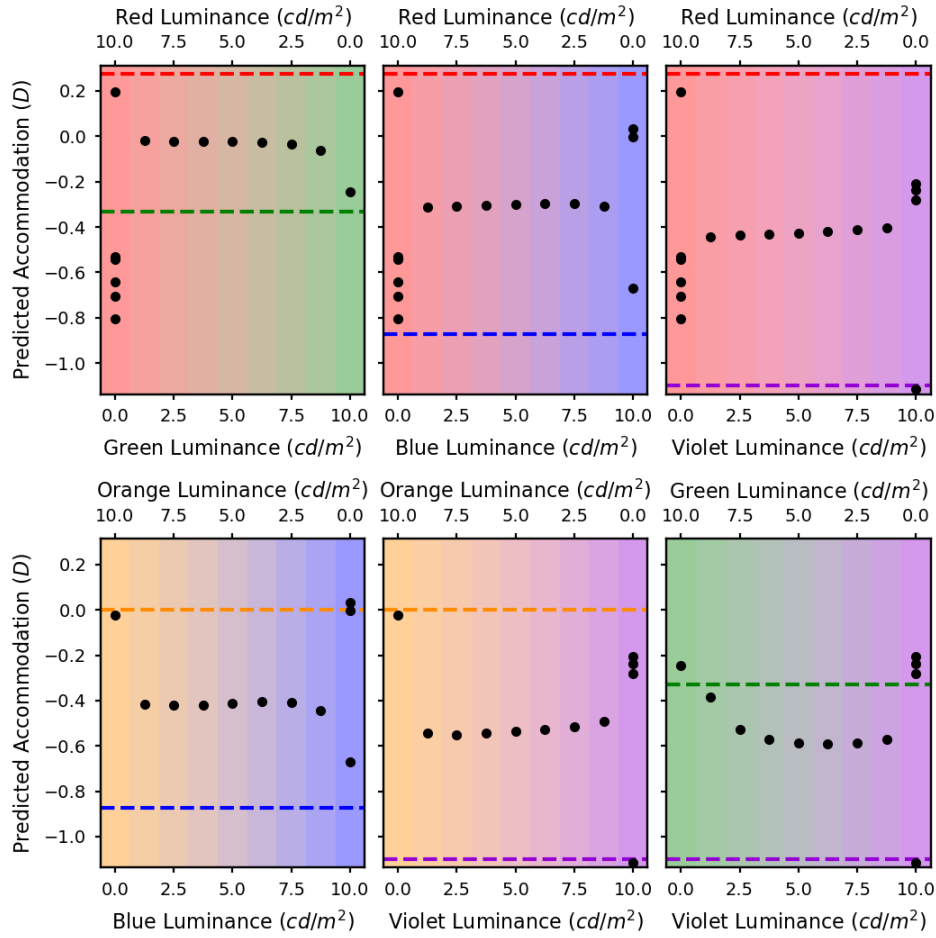 Red Luminance (cd/m²) Red Luminance (cd/m²) Red Luminance (cd/m²)
10.0 7.5 5.0 2.5 0.0 10.0 7.5 5.0 2.5 0.0 10.0 7.5 5.0 2.5 0.0
Predicted Accommodation (D)
0.2
0.0
−0.2
−0.4
−0.6
−0.8
−1.0
0.0 2.5 5.0 7.5 10.0 0.0 2.5 5.0 7.5 10.0 0.0 2.5 5.0 7.5 10.0
Green Luminance (cd/m²) Blue Luminance (cd/m²) Violet Luminance (cd/m²)
Orange Luminance (cd/m²) Orange Luminance (cd/m²) Green Luminance (cd/m²)
10.0 7.5 5.0 2.5 0.0 10.0 7.5 5.0 2.5 0.0 10.0 7.5 5.0 2.5 0.0
Predicted Accommodation (D)
0.2
0.0
−0.2
−0.4
−0.6
−0.8
−1.0
0.0 2.5 5.0 7.5 10.0 0.0 2.5 5.0 7.5 10.0 0.0 2.5 5.0 7.5 10.0
Blue Luminance (cd/m²) Violet Luminance (cd/m²) Violet Luminance (cd/m²)